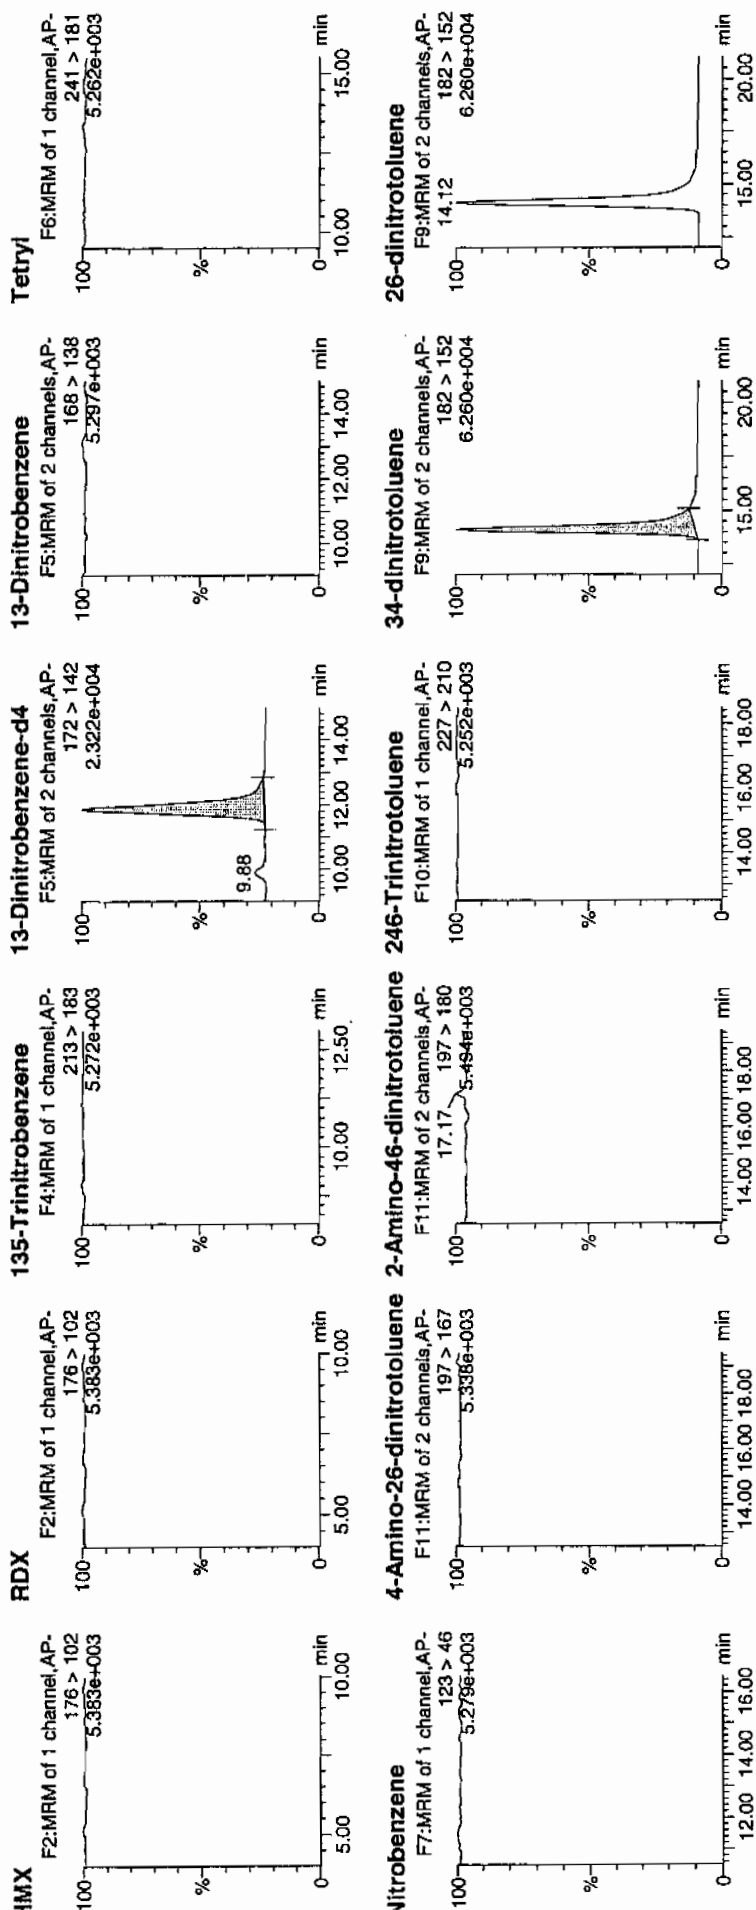 HMX
F2:MRM of 1 channel,AP-
176 > 102
5.383e+003
100
%
0
5.00 10.00 min
RDX
F2:MRM of 1 channel,AP-
176 > 102
5.383e+003
100
%
0
5.00 10.00 min
135-Trinitrobenzene
F4:MRM of 1 channel,AP-
213 > 183
5.272e+003
100
%
0
10.00 12.50 min
13-Dinitrobenzene-d4
F5:MRM of 2 channels,AP-
172 > 142
2.322e+004
100
9.88
%
0
10.00 12.00 14.00 min
13-Dinitrobenzene
F5:MRM of 2 channels,AP-
168 > 138
5.297e+003
100
%
0
10.00 12.00 14.00 min
Tetryl
F6:MRM of 1 channel,AP-
241 > 181
5.262e+003
100
%
0
10.00 15.00 min
Nitrobenzene
F7:MRM of 1 channel,AP-
123 > 46
5.279e+003
100
%
0
12.00 14.00 16.00 min
4-Amino-26-dinitrotoluene
F11:MRM of 2 channels,AP-
197 > 167
5.338e+003
100
%
0
14.00 16.00 18.00 min
2-Amino-46-dinitrotoluene
F11:MRM of 2 channels,AP-
17.17 197 > 180
5.494e+003
100
%
0
14.00 16.00 18.00 min
246-Trinitrotoluene
F10:MRM of 1 channel,AP-
227 > 210
5.252e+003
100
%
0
14.00 16.00 18.00 min
34-dinitrotoluene
F9:MRM of 2 channels,AP-
182 > 152
6.260e+004
100
%
0
15.00 20.00 min
26-dinitrotoluene
F9:MRM of 2 channels,AP-
14.12 182 > 152
6.260e+004
100
%
0
15.00 20.00 min